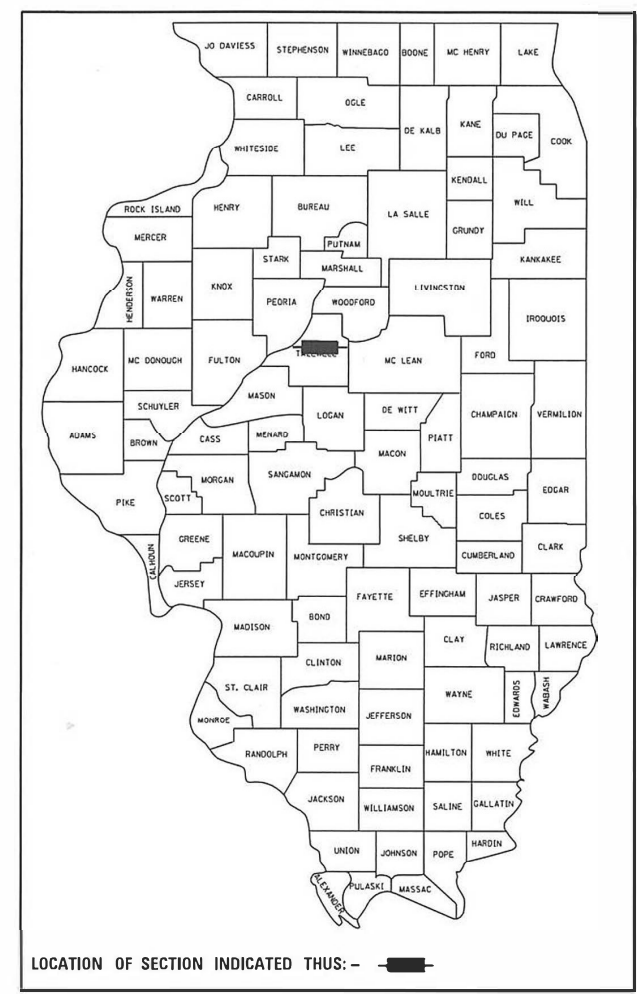 JO DAVIESS
STEPHENSON
WINNEBAGO
BOONE
MC HENRY
LAKE
CARROLL
OGLE
DE KALB
KANE
DU PAGE
COOK
WHITESIDE
LEE
KENDALL
ROCK ISLAND
HENRY
BUREAU
LA SALLE
WILL
GRUNDY
MERCER
PUTNAM
STARK
MARSHALL
KANKAKEE
HENDERSON
WARREN
KNOX
PEORIA
WOODFORD
LIVINGSTON
IROQUOIS
HANCOCK
MC DONOUGH
FULTON
MC LEAN
FORD
MASON
SCHUYLER
LOGAN
DE WITT
CHAMPAIGN
VERMILION
ADAMS
BROWN
CASS
MENARD
PIATT
MACON
SANGAMON
MORGAN
SCOTT
DOUGLAS
EDGAR
MOULTRIE
PIKE
CHRISTIAN
COLES
GREENE
MACOUPIN
MONTGOMERY
SHELBY
CUMBERLAND
CLARK
CALHOUN
JERSEY
FAYETTE
EFFINGHAM
JASPER
CRAWFORD
MADISON
BOND
CLAY
RICHLAND
LAWRENCE
CLINTON
MARION
ST. CLAIR
WAYNE
EDWARDS
WABASH
WASHINGTON
JEFFERSON
MONROE
RANDOLPH
PERRY
HAMILTON
WHITE
FRANKLIN
JACKSON
WILLIAMSON
SALINE
GALLATIN
UNION
JOHNSON
POPE
HARDIN
ALEXANDER
PULASKI
MASSAC
LOCATION OF SECTION INDICATED THUS: -